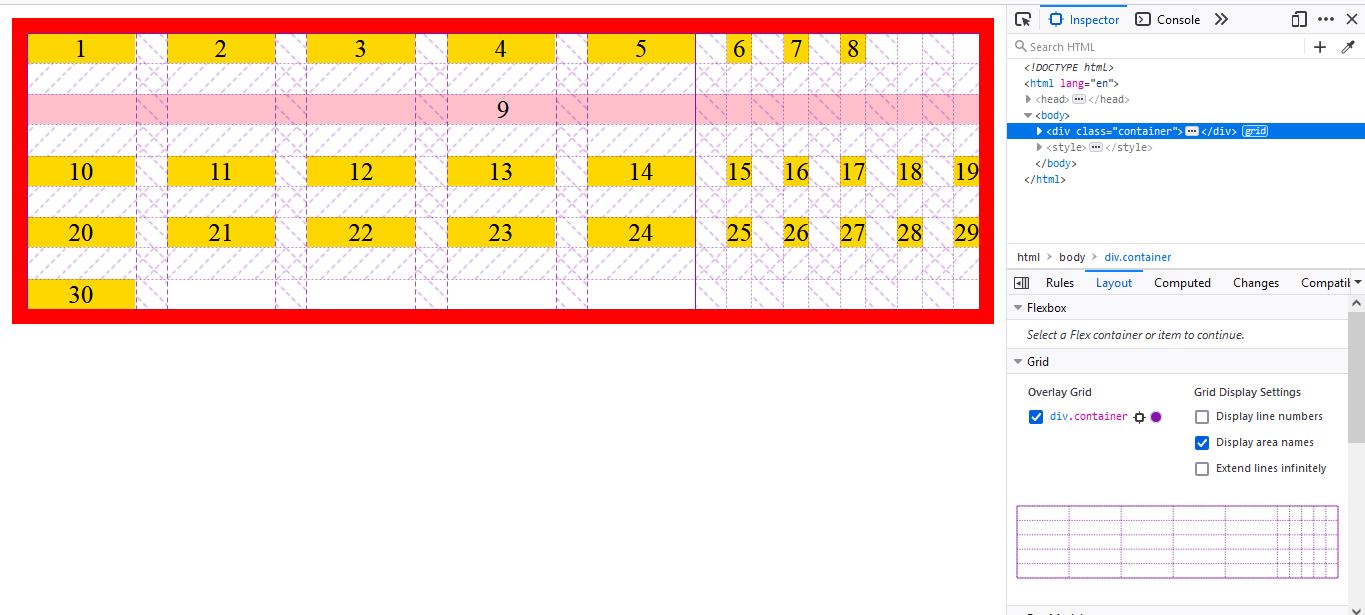 Inspector Console
1 2 3 4 5 6 7 8
Search HTML
<!DOCTYPE html>
<html lang="en">
<head> </head>
9
<body>
<div class="container"> </div> grid
<style> </style>
</body>
10 11 12 13 14 15 16 17 18 19
</html>
20 21 22 23 24 25 26 27 28 29
html > body > div.container
Rules Layout Computed Changes Compatib
30
Flexbox
Select a Flex container or item to continue.
Grid
Overlay Grid Grid Display Settings
div.container Display line numbers
Display area names
Extend lines infinitely